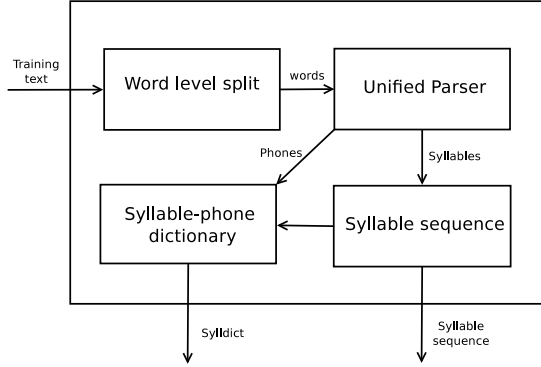 Training
text
Word level split
words
Unified Parser
Phones
Syllables
Syllable-phone
dictionary
Syllable sequence
Sylldict
Syllable
sequence